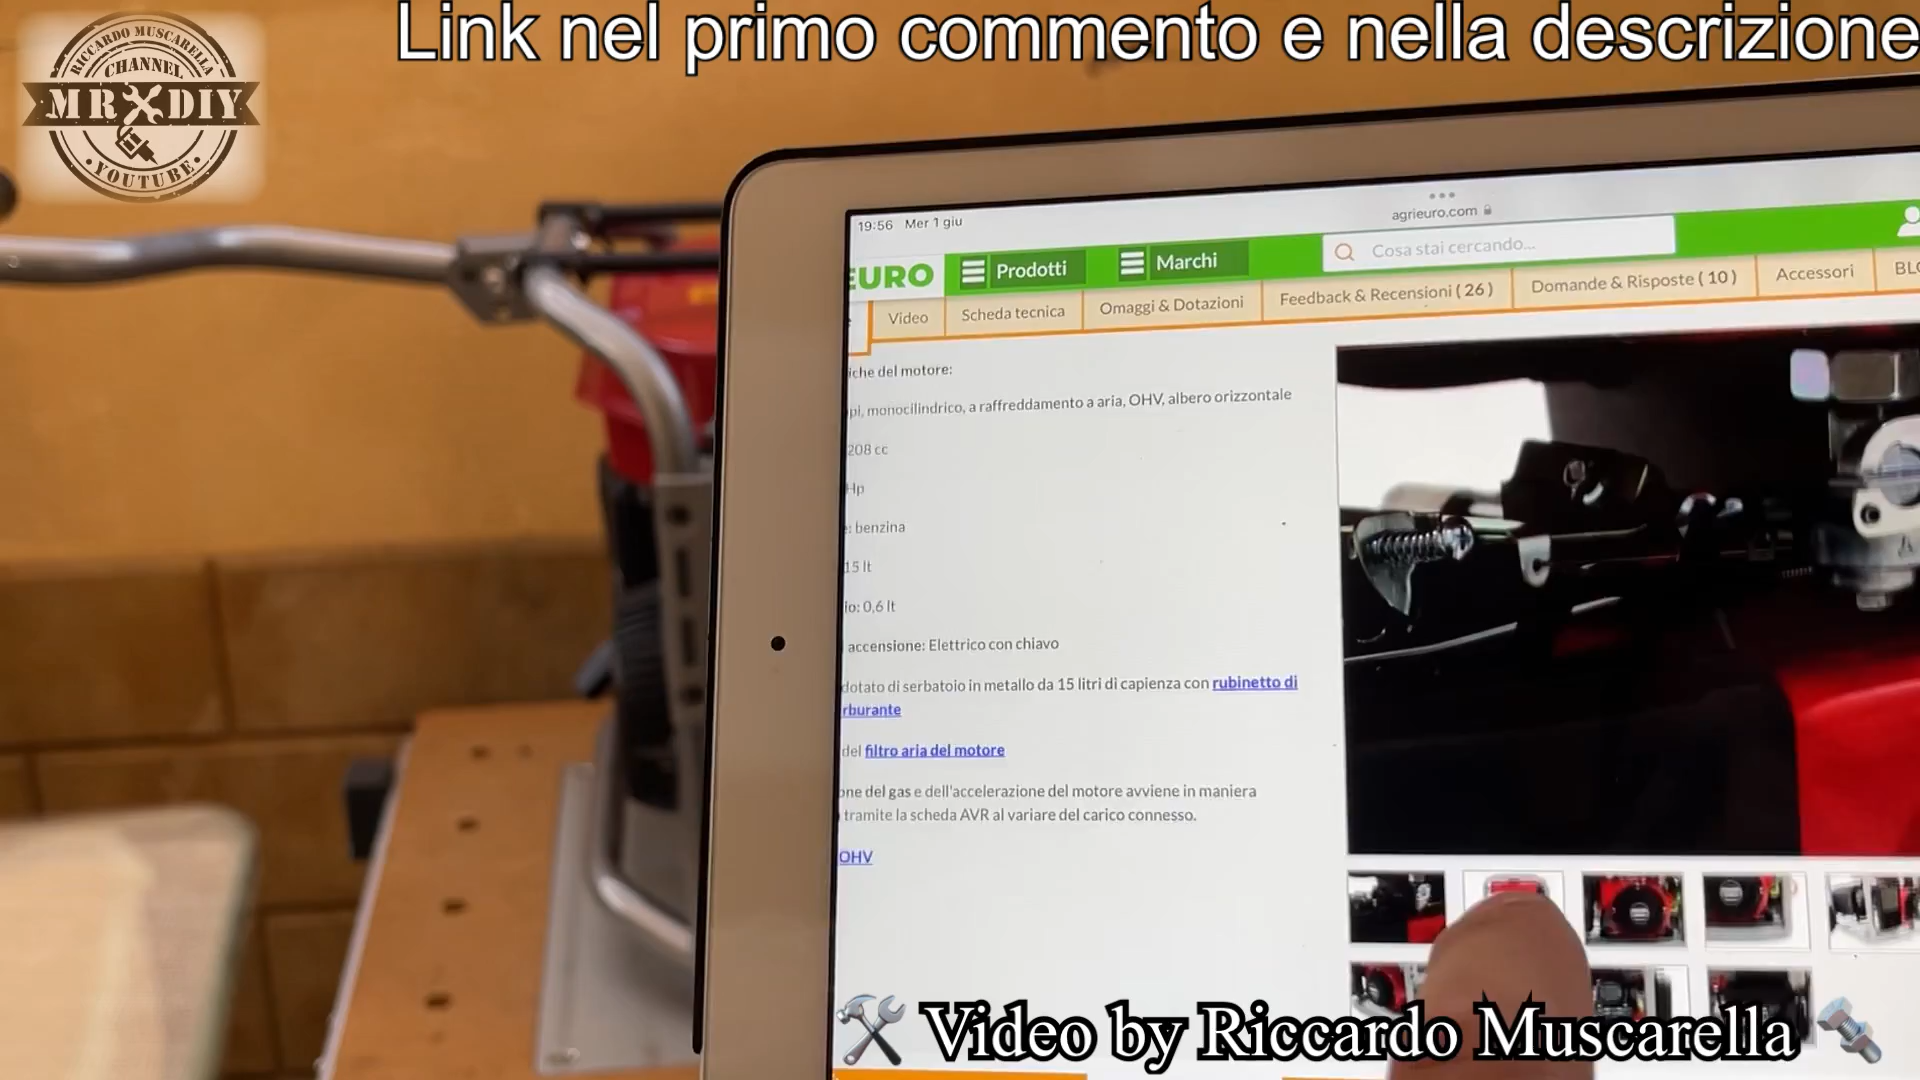 Link nel primo commento e nella descrizione
RICCARDO MUSCARELLA
CHANNEL
MR DIY
YOUTUBE
19:56 Mer 1 giu
agrieuro.com
EURO
Prodotti
Marchi
Cosa stai cercando...
Video
Scheda tecnica
Omaggi & Dotazioni
Feedback & Recensioni ( 26 )
Domande & Risposte ( 10 )
Accessori
BLO
iche del motore:
pi, monocilindrico, a raffreddamento a aria, OHV, albero orizzontale
208 cc
Hp
: benzina
15 lt
io: 0,6 lt
accensione: Elettrico con chiavo
dotato di serbatoio in metallo da 15 litri di capienza con rubinetto di
rburante
del filtro aria del motore
one del gas e dell'accelerazione del motore avviene in maniera
tramite la scheda AVR al variare del carico connesso.
OHV
Video by Riccardo Muscarella